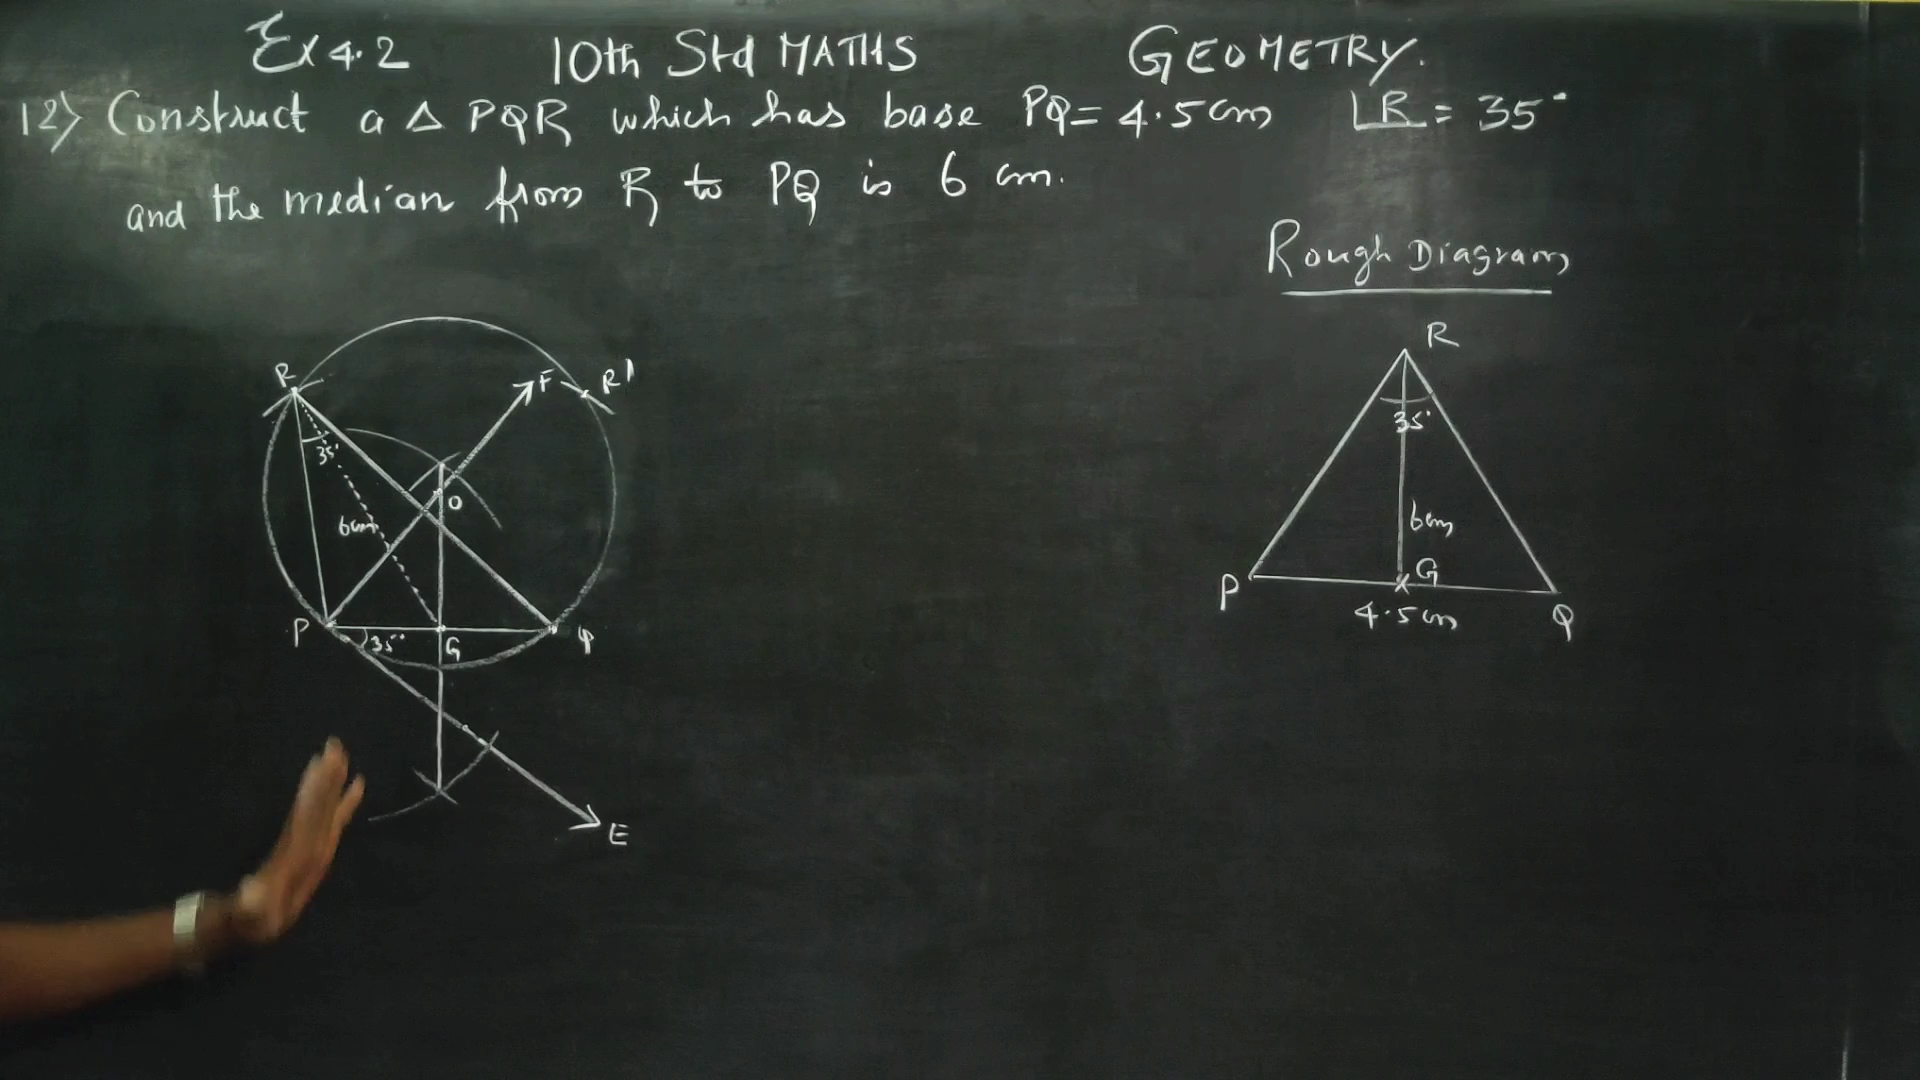 Ex 4.2 10th Std MATHS GEOMETRY.
12) Construct a Δ PQR which has base PQ = 4.5 cm ∠R = 35°
and the median from R to PQ is 6 cm.
Rough Diagram
R
35°
6cm
P
G
Q
4.5 cm
R
F
R'
35°
O
6cm
P
35°
G
Q
E